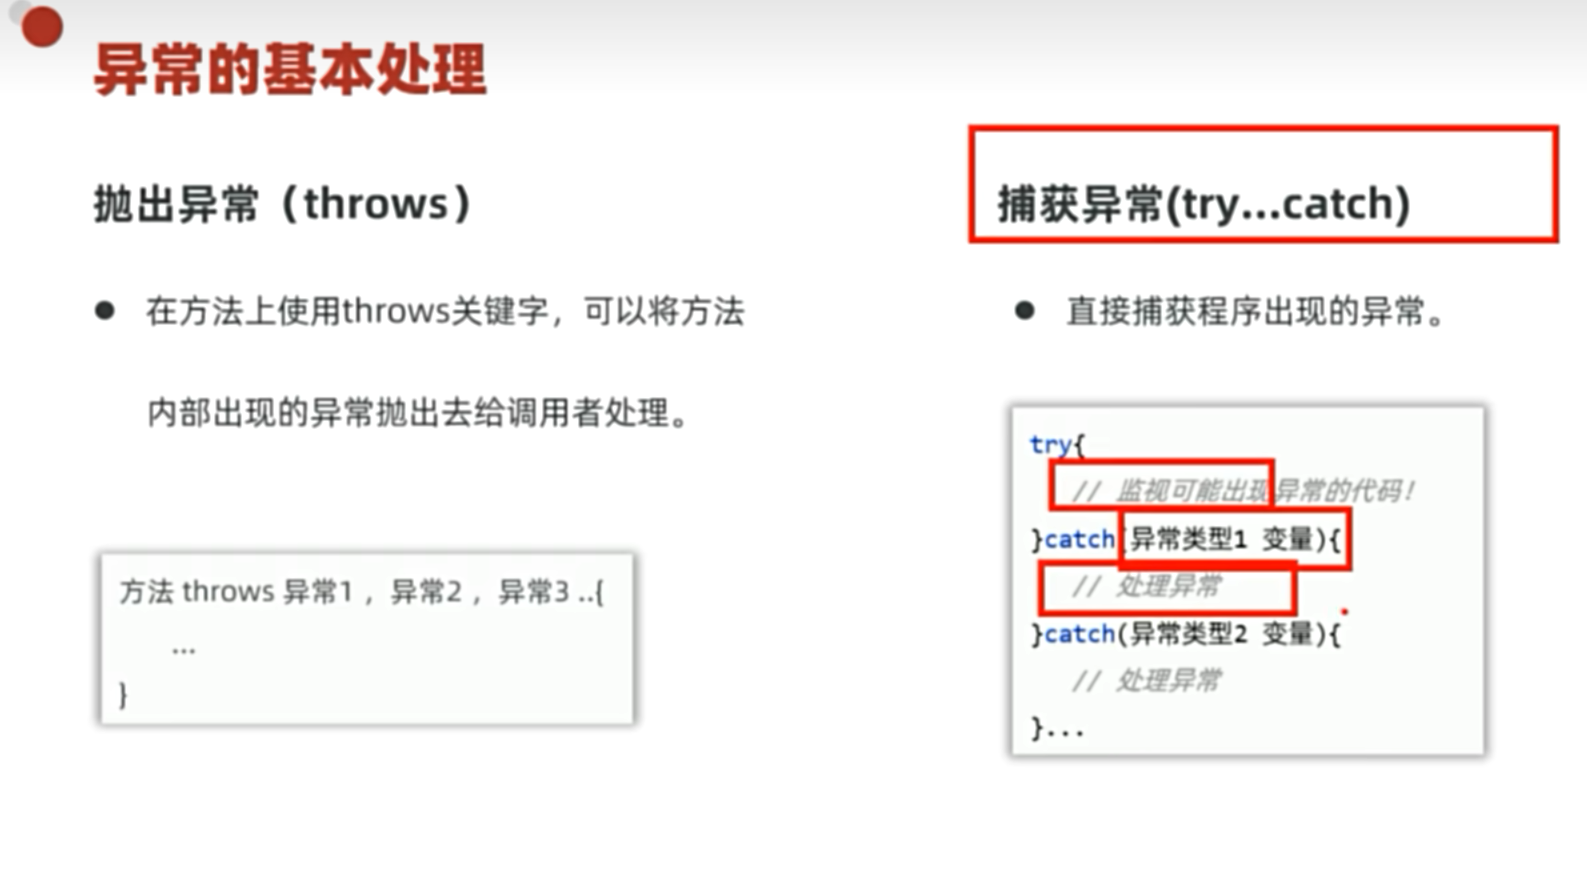 异常的基本处理
抛出异常（throws）
在方法上使用throws关键字，可以将方法
内部出现的异常抛出去给调用者处理。
方法 throws 异常1 ，异常2 ，异常3 ..{
...
}
捕获异常(try...catch)
直接捕获程序出现的异常。
try{
// 监视可能出现异常的代码！
}catch(异常类型1 变量){
// 处理异常
}catch(异常类型2 变量){
// 处理异常
}...